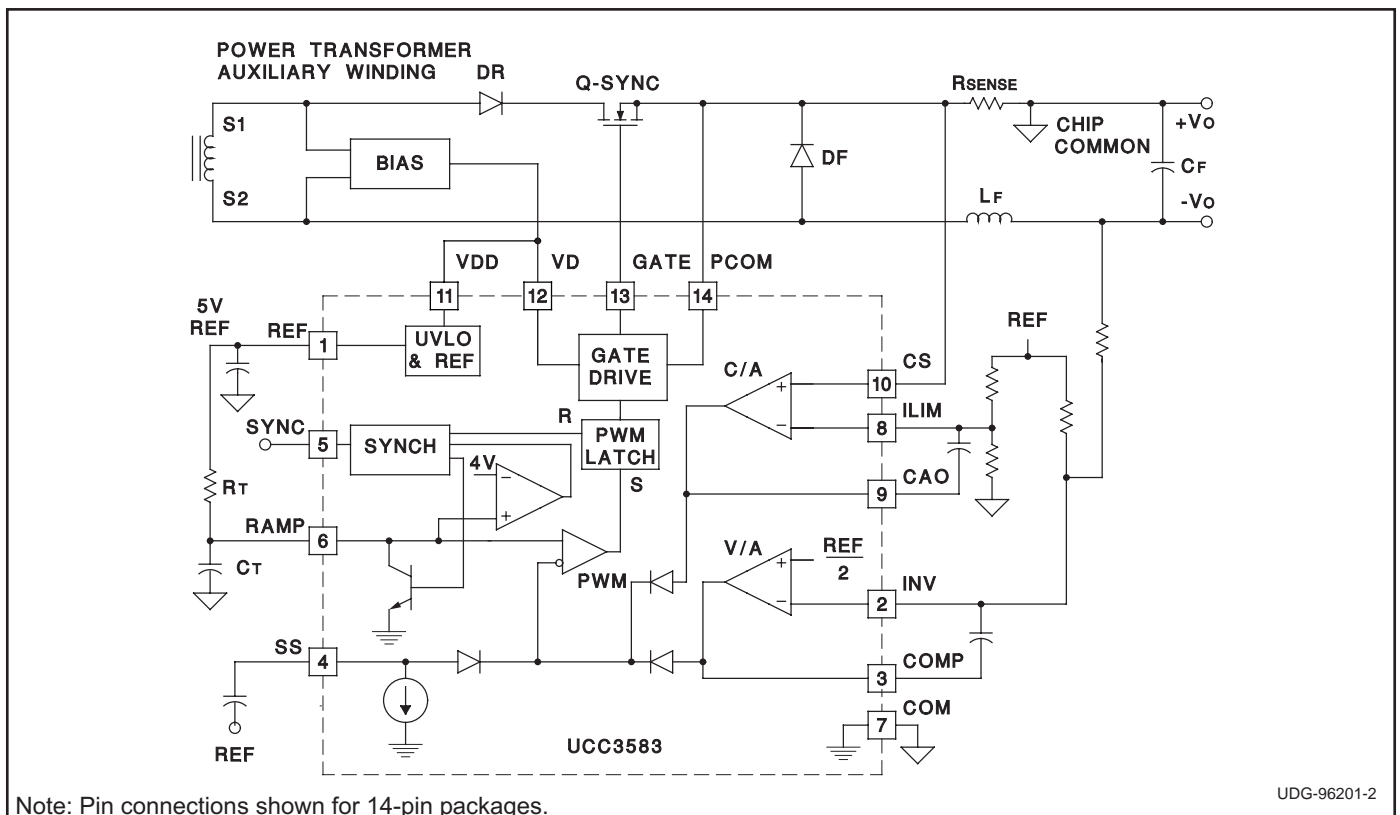 POWER TRANSFORMER
AUXILIARY WINDING
DR
Q-SYNC
RSENSE
S1
S2
BIAS
DF
CHIP
COMMON
+VO
CF
-VO
LF
VDD
VD
GATE
PCOM
11
12
13
14
5V
REF
REF
1
UVLO
& REF
GATE
DRIVE
C/A
+
−
10
CS
8
ILIM
REF
SYNC
5
SYNCH
R
PWM
LATCH
S
4V
−
+
9
CAO
RT
RAMP
6
CT
PWM
V/A
+
−
REF
2
2
INV
SS
4
3
COMP
7
COM
REF
UCC3583
UDG-96201-2
Note: Pin connections shown for 14-pin packages.